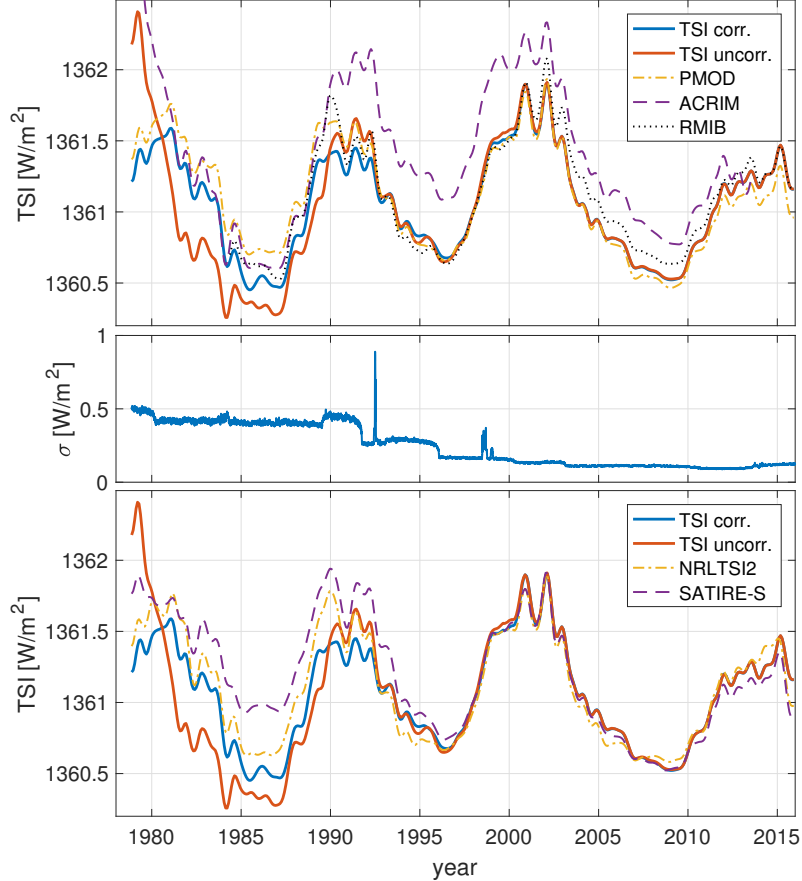 TSI [W/m²]
1362
1361.5
1361
1360.5
TSI corr.
TSI uncorr.
PMOD
ACRIM
RMIB
σ [W/m²]
1
0.5
0
TSI [W/m²]
1362
1361.5
1361
1360.5
TSI corr.
TSI uncorr.
NRLTSI2
SATIRE-S
1980 1985 1990 1995 2000 2005 2010 2015
year